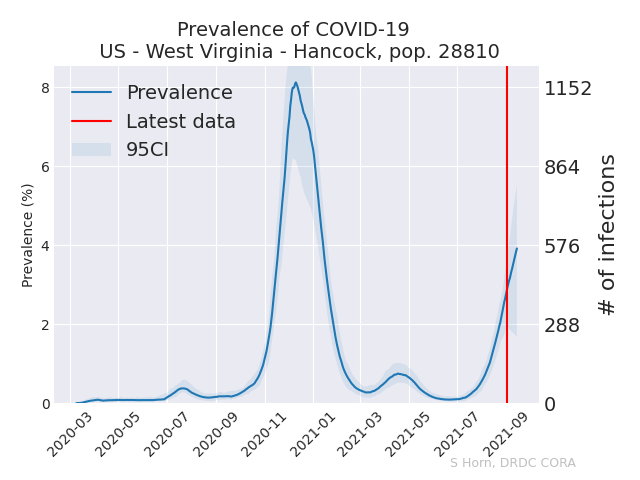 Prevalence of COVID-19
US - West Virginia - Hancock, pop. 28810
Prevalence
Latest data
95CI
Prevalence (%)
8
6
4
2
0
1152
864
576
288
0
# of infections
2020-03
2020-05
2020-07
2020-09
2020-11
2021-01
2021-03
2021-05
2021-07
2021-09
S Horn, DRDC CORA